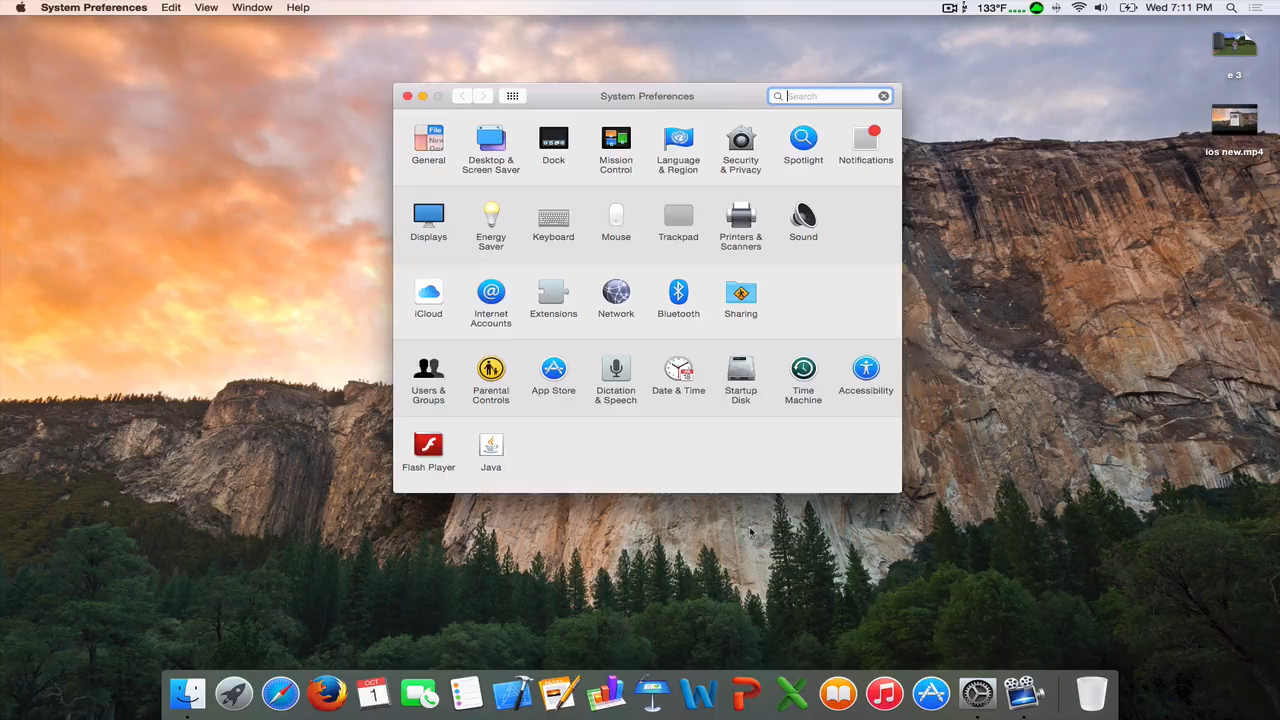 System Preferences Edit View Window Help 133°F Wed 7:11 PM
e 3
ios new.mp4
System Preferences Search
General Desktop & Screen Saver Dock Mission Control Language & Region Security & Privacy Spotlight Notifications
Displays Energy Saver Keyboard Mouse Trackpad Printers & Scanners Sound
iCloud Internet Accounts Extensions Network Bluetooth Sharing
Users & Groups Parental Controls App Store Dictation & Speech Date & Time Startup Disk Time Machine Accessibility
Flash Player Java
OCT
1